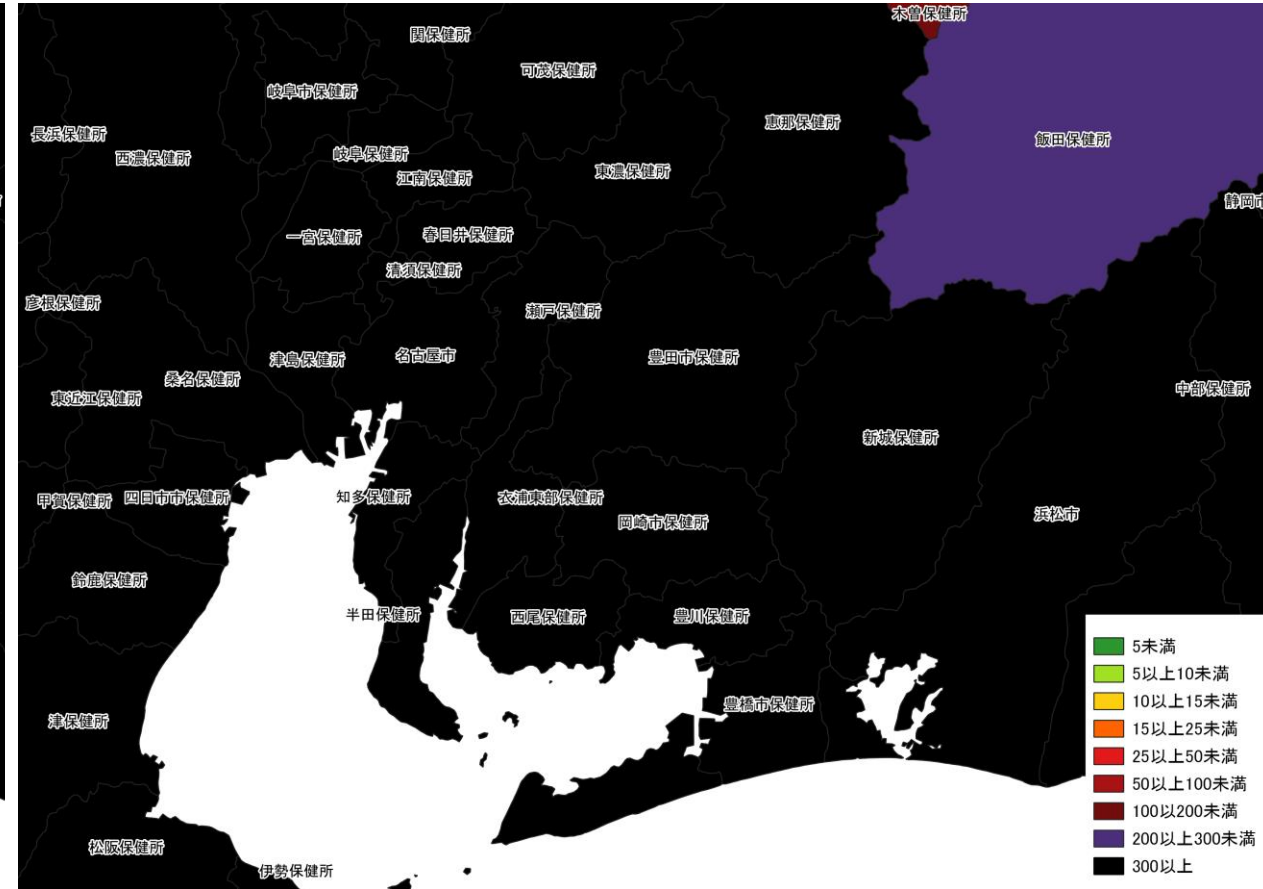 木曽保健所
関保健所
可茂保健所
岐阜市保健所
恵那保健所
長浜保健所
飯田保健所
西濃保健所
岐阜保健所
東濃保健所
江南保健所
静岡市
一宮保健所
春日井保健所
清須保健所
彦根保健所
瀬戸保健所
津島保健所
名古屋市
豊田市保健所
桑名保健所
中部保健所
東近江保健所
新城保健所
甲賀保健所
四日市市保健所
知多保健所
衣浦東部保健所
岡崎市保健所
浜松市
鈴鹿保健所
半田保健所
西尾保健所
豊川保健所
津保健所
豊橋市保健所
松阪保健所
伊勢保健所
5未満
5以上10未満
10以上15未満
15以上25未満
25以上50未満
50以上100未満
100以200未満
200以上300未満
300以上